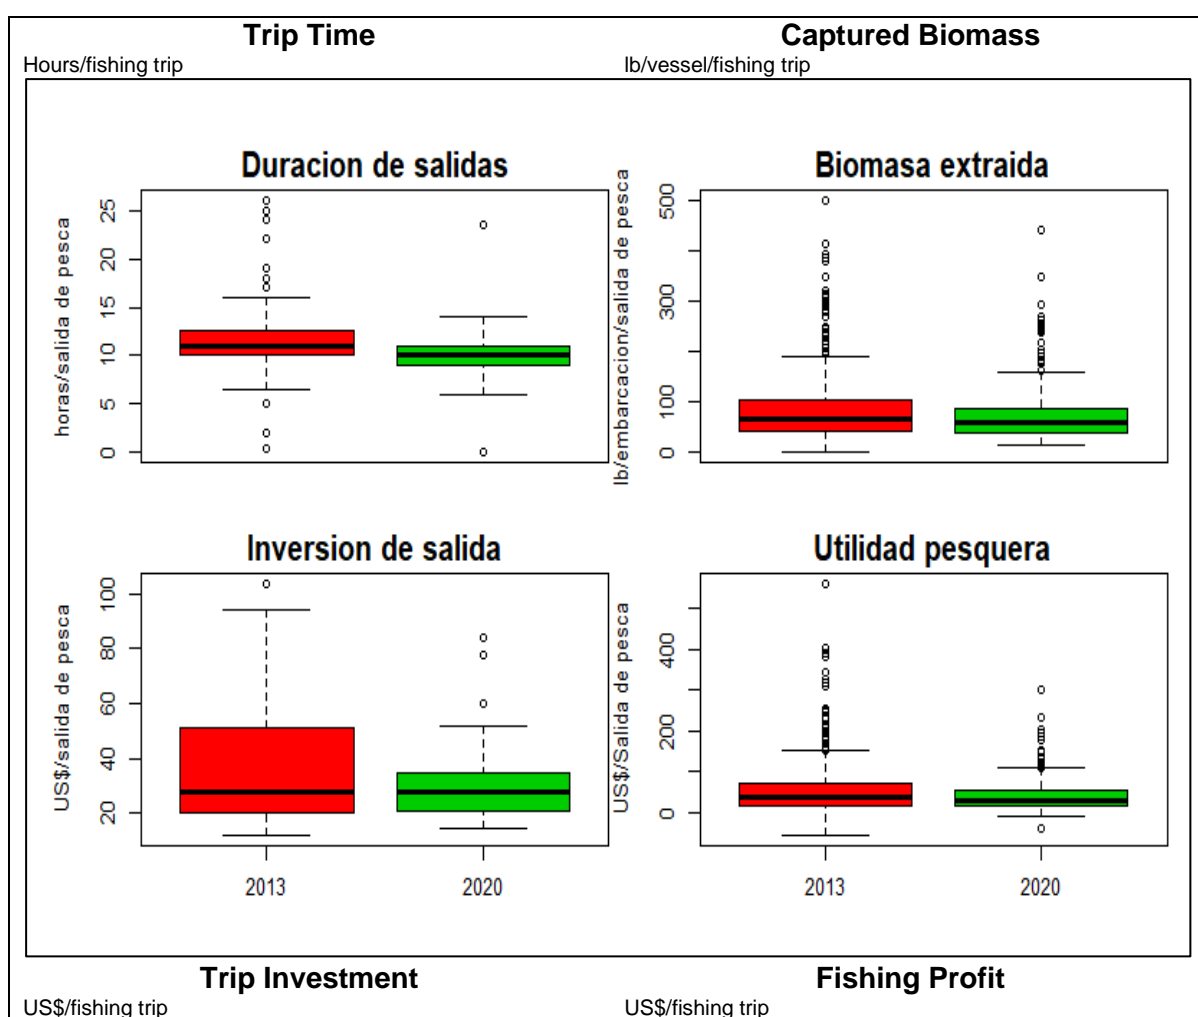 Trip Time Captured Biomass
Hours/fishing trip lb/vessel/fishing trip
Duracion de salidas Biomasa extraida
horas/salida de pesca
25
20
15
10
5
0
lb/embarcacion/salida de pesca
500
300
100
0
Inversion de salida Utilidad pesquera
US$/salida de pesca
100
80
60
40
20
US$/Salida de pesca
400
200
0
2013 2020 2013 2020
Trip Investment Fishing Profit
US$/fishing trip US$/fishing trip